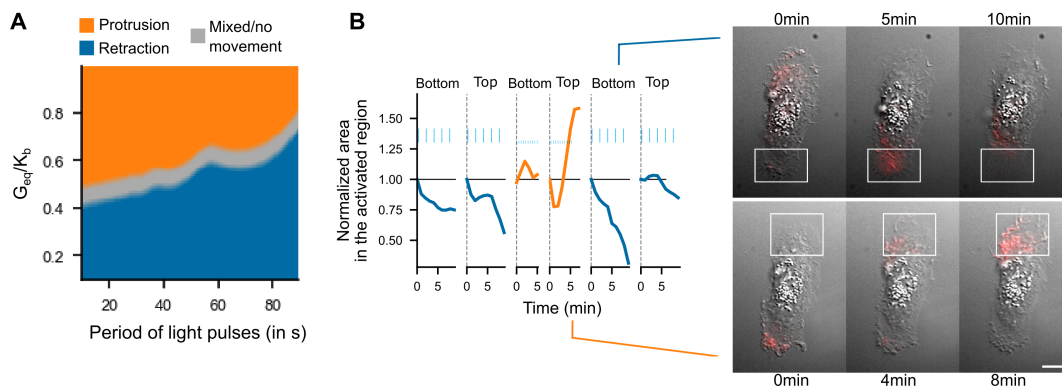 A
Protrusion
Retraction
Mixed/no
movement
G_eq/K_b
0.8
0.6
0.4
0.2
20
40
60
80
Period of light pulses (in s)
B
Normalized area
in the activated region
Bottom
Top
Bottom
Top
Bottom
Top
1.50
1.25
1.00
0.75
0.50
0
5
0
5
0
5
0
5
0
5
0
5
Time (min)
0min
5min
10min
0min
4min
8min